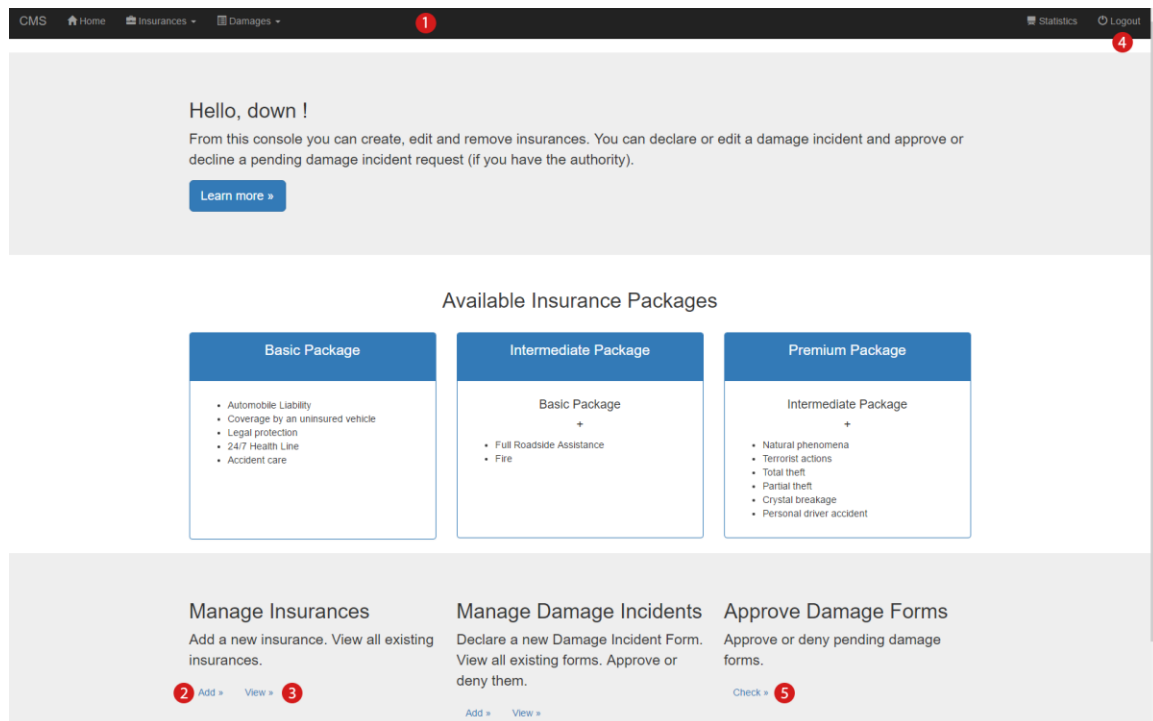 CMS Home Insurances Damages 1 Statistics Logout
4
Hello, down !
From this console you can create, edit and remove insurances. You can declare or edit a damage incident and approve or
decline a pending damage incident request (if you have the authority).
Learn more »
Available Insurance Packages
Basic Package
• Automobile Liability
• Coverage by an uninsured vehicle
• Legal protection
• 24/7 Health Line
• Accident care
Intermediate Package
Basic Package
+
• Full Roadside Assistance
• Fire
Premium Package
Intermediate Package
+
• Natural phenomena
• Terrorist actions
• Total theft
• Partial theft
• Crystal breakage
• Personal driver accident
Manage Insurances
Add a new insurance. View all existing
insurances.
2 Add » View » 3
Manage Damage Incidents
Declare a new Damage Incident Form.
View all existing forms. Approve or
deny them.
Add » View »
Approve Damage Forms
Approve or deny pending damage
forms.
Check » 5